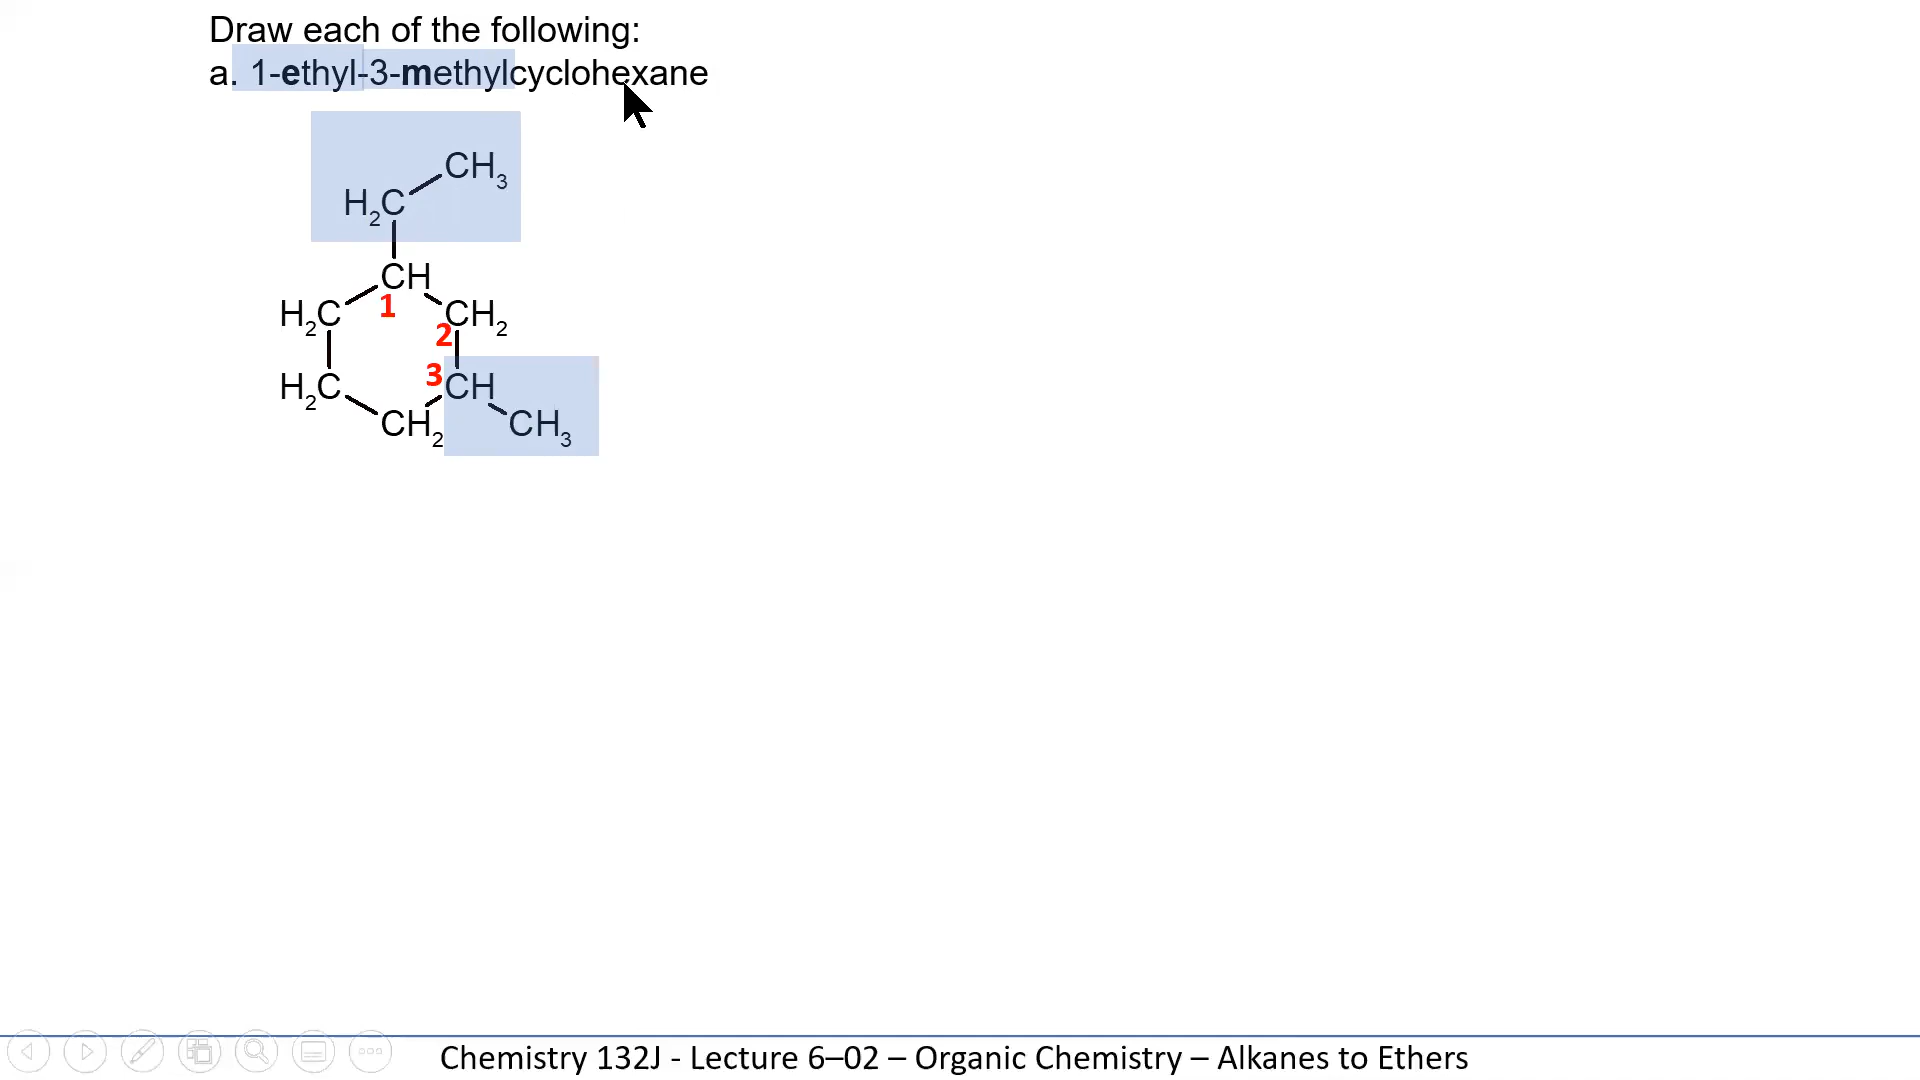 Draw each of the following:
a. 1-ethyl-3-methylcyclohexane
CH3
H2C
CH
1
H2C
CH2
2
3
H2C
CH
CH2
CH3
Chemistry 132J - Lecture 6–02 – Organic Chemistry – Alkanes to Ethers